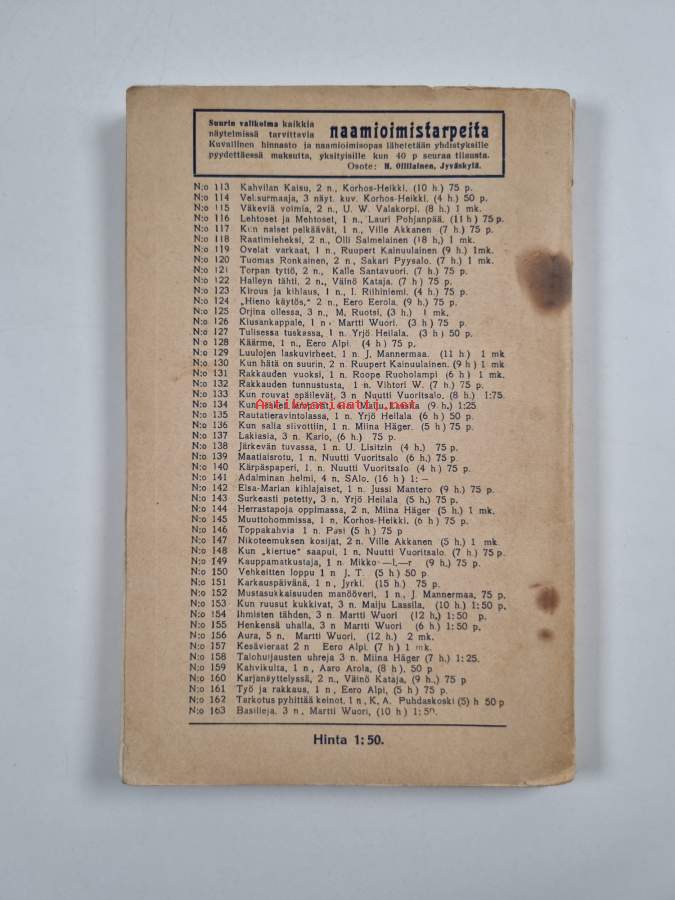 Suurin valikoima kaikkia
näytelmissä tarvittavia naamioimistarpeita
Kuvallinen hinnasto ja naamioimisopas lähetetään yhdistyksille
pyydettäessä maksutta, yksityisille kun 40 p seuraa tilausta.
Osote: H. Ollilainen, Jyväskylä.
N:o 113 Kahvilan Kaisu, 2 n., Korhos-Heikki. (10 h.) 75 p.
N:o 114 Velisurmaaja, 3 näyt. kuv. Korhos-Heikki. (4 h.) 50 p.
N:o 115 Väkeviä voimia, 2 n., U. W. Valakorpi. (8 h.) 1 mk.
N:o 116 Lehtoset ja Mehtoset, 1 n., Lauri Pohjanpää. (11 h) 75 p.
N:o 117 Kun naiset pelkäävät, 1 n., Ville Akkanen (7 h.) 75 p.
N:o 118 Raatimieheksi, 2 n., Olli Salmelainen (18 h,) 1 mk.
N:o 119 Ovelat varkaat, 1 n., Ruupert Kainuulainen (9 h.) 1mk.
N:o 120 Tuomas Ronkainen, 2 n., Sakari Pyysalo. (7 h.) 1 mk.
N:o 121 Torpan tyttö, 2 n., Kalle Santavuori. (7 h.) 75 p.
N:o 122 Halleyn tähti, 2 n., Väinö Kataja. (7 h) 75 p.
N:o 123 Kirous ja kihlaus, 1 n., I. Riihiniemi. (4 h.) 75 p.
N:o 124 „Hieno käytös,“ 2 n., Eero Eerola. (9 h.) 75 p.
N:o 125 Orjina ollessa, 3 n., M. Ruotsi, (3 h.) 1 mk.
N:o 126 Kiusankappale, 1 n. Martti Wuori. (3 h) 75 p.
N:o 127 Tulisessa tuskassa, 1 n. Yrjö Heilala. (3 h) 50 p.
N:o 128 Käärme, 1 n., Eero Alpi. (4 h) 75 p.
N:o 129 Luulojen laskuvirheet, 1 n. J. Mannermaa. (11 h) 1 mk
N:o 130 Kun hätä on suurin, 2 n. Ruupert Kainuulainen. (9 h) 1 mk
N:o 131 Rakkauden vuoksi, 1 n. Roope Ruoholampi (6 h) 1 mk.
N:o 132 Rakkauden tunnustusta, 1 n. Vihtori W. (7 h.) 75 p.
N:o 133 Kun rouvat epäilevät, 3 n Nuutti Vuoritsalo. (8 h.) 1:75.
N:o 134 Kun Maiju Lassila (9 h.) 1:25
Antikvariaatti.net
N:o 135 Rautatieravintolassa, 1 n. Yrjö Heilala (6 h) 50 p.
N:o 136 Kun salia siivottiin, 1 n. Miina Häger. (5 h) 75 p.
N:o 137 Lakiasia, 3 n. Kario, (6 h.) 75 p.
N:o 138 Järkevän tuvassa, 1 n. U. Lisitzin (4 h.) 75 p.
N:o 139 Maatiaisrotu, 1 n. Nuutti Vuoritsalo (6 h.) 75 p.
N:o 140 Kärpäspaperi, 1 n. Nuutti Vuoritsalo (4 h) 75 p.
N:o 141 Adalminan helmi, 4 n, SAlo, (16 h) 1: —
N:o 142 Elsa-Marian kihlajaiset, 1 n. Jussi Mantero (9 h.) 75 p.
N:o 143 Surkeasti petetty, 3 n. Yrjö Heilala (5 h.) 75 p.
N:o 144 Herrastapoja oppimassa, 2 n. Miina Häger (5 h.) 1 mk.
N:o 145 Muuttohommissa, 1 n., Korhos-Heikki. (6 h) 75 p.
N:o 146 Toppakahvia 1 n. Pasi (5 h) 75 p
N:o 147 Nikoteemuksen kosijat, 2 n. Ville Akkanen (5 h.) 1 mk.
N:o 148 Kun „kiertue“ saapui, 1 n, Nuutti Vuoritsalo. (7 h.) 75 p.
N:o 149 Kauppamatkustaja, 1 n Mikko —l,—r (9 h.) 75 p.
N:o 150 Vehkeitten loppu 1 n J. T. (5 h) 50 p
N:o 151 Karkauspäivänä, 1 n, Jyrki. (15 h.) 75 p.
N:o 152 Mustasukkaisuuden manööveri, 1 n., J, Mannermaa, 75 p.
N:o 153 Kun ruusut kukkivat, 3 n. Maiju Lassila, (10 h.) 1:50 p.
N:o 154 Ihmisten tähden, 3 n. Martti Wuori (12 h.) 1:50 p.
N:o 155 Henkensä uhalla, 3 n Martti Wuori (6 h) 1: 50 p.
N:o 156 Aura, 5 n. Martti Wuori, (12 h.) 2 mk.
N:o 157 Kesävieraat 2 n Eero Alpi. (7 h) 1 mk
N:o 158 Talohuijausten uhreja 3 n. Miina Häger (7 h.) 1:25.
N:o 159 Kahvikulta, 1 n, Aaro Arola, (8 h), 50 p
N:o 160 Karjanäyttelyssä, 2 n., Väinö Kataja, (9 h.,) 75 p
N:o 161 Työ ja rakkaus, 1 n, Eero Alpi, (5 h) 75 p.
N:o 162 Tarkotus pyhittää keinot, 1 n, K. A. Puhdaskoski (5) h 50 p
N:o 163 Basilieja, 3 n, Martti Wuori, (10 h) 1: 50.
Hinta 1: 50.